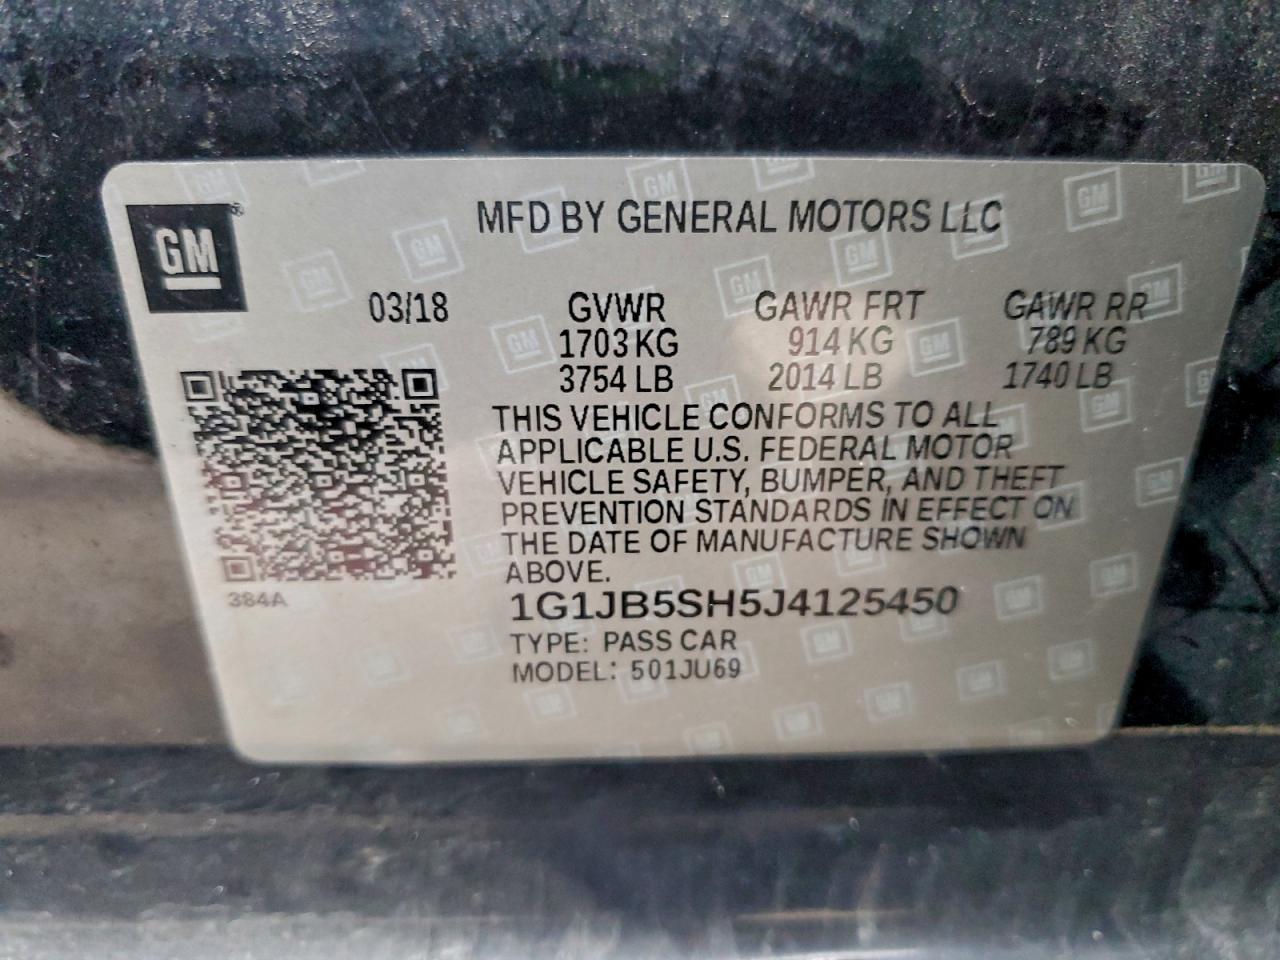 GM
MFD BY GENERAL MOTORS LLC
03/18 GVWR GAWR FRT GAWR RR
1703 KG 914 KG 789 KG
3754 LB 2014 LB 1740 LB
THIS VEHICLE CONFORMS TO ALL
APPLICABLE U.S. FEDERAL MOTOR
VEHICLE SAFETY, BUMPER, AND THEFT
PREVENTION STANDARDS IN EFFECT ON
THE DATE OF MANUFACTURE SHOWN
ABOVE.
384A
1G1JB5SH5J4125450
TYPE: PASS CAR
MODEL: 501JU69